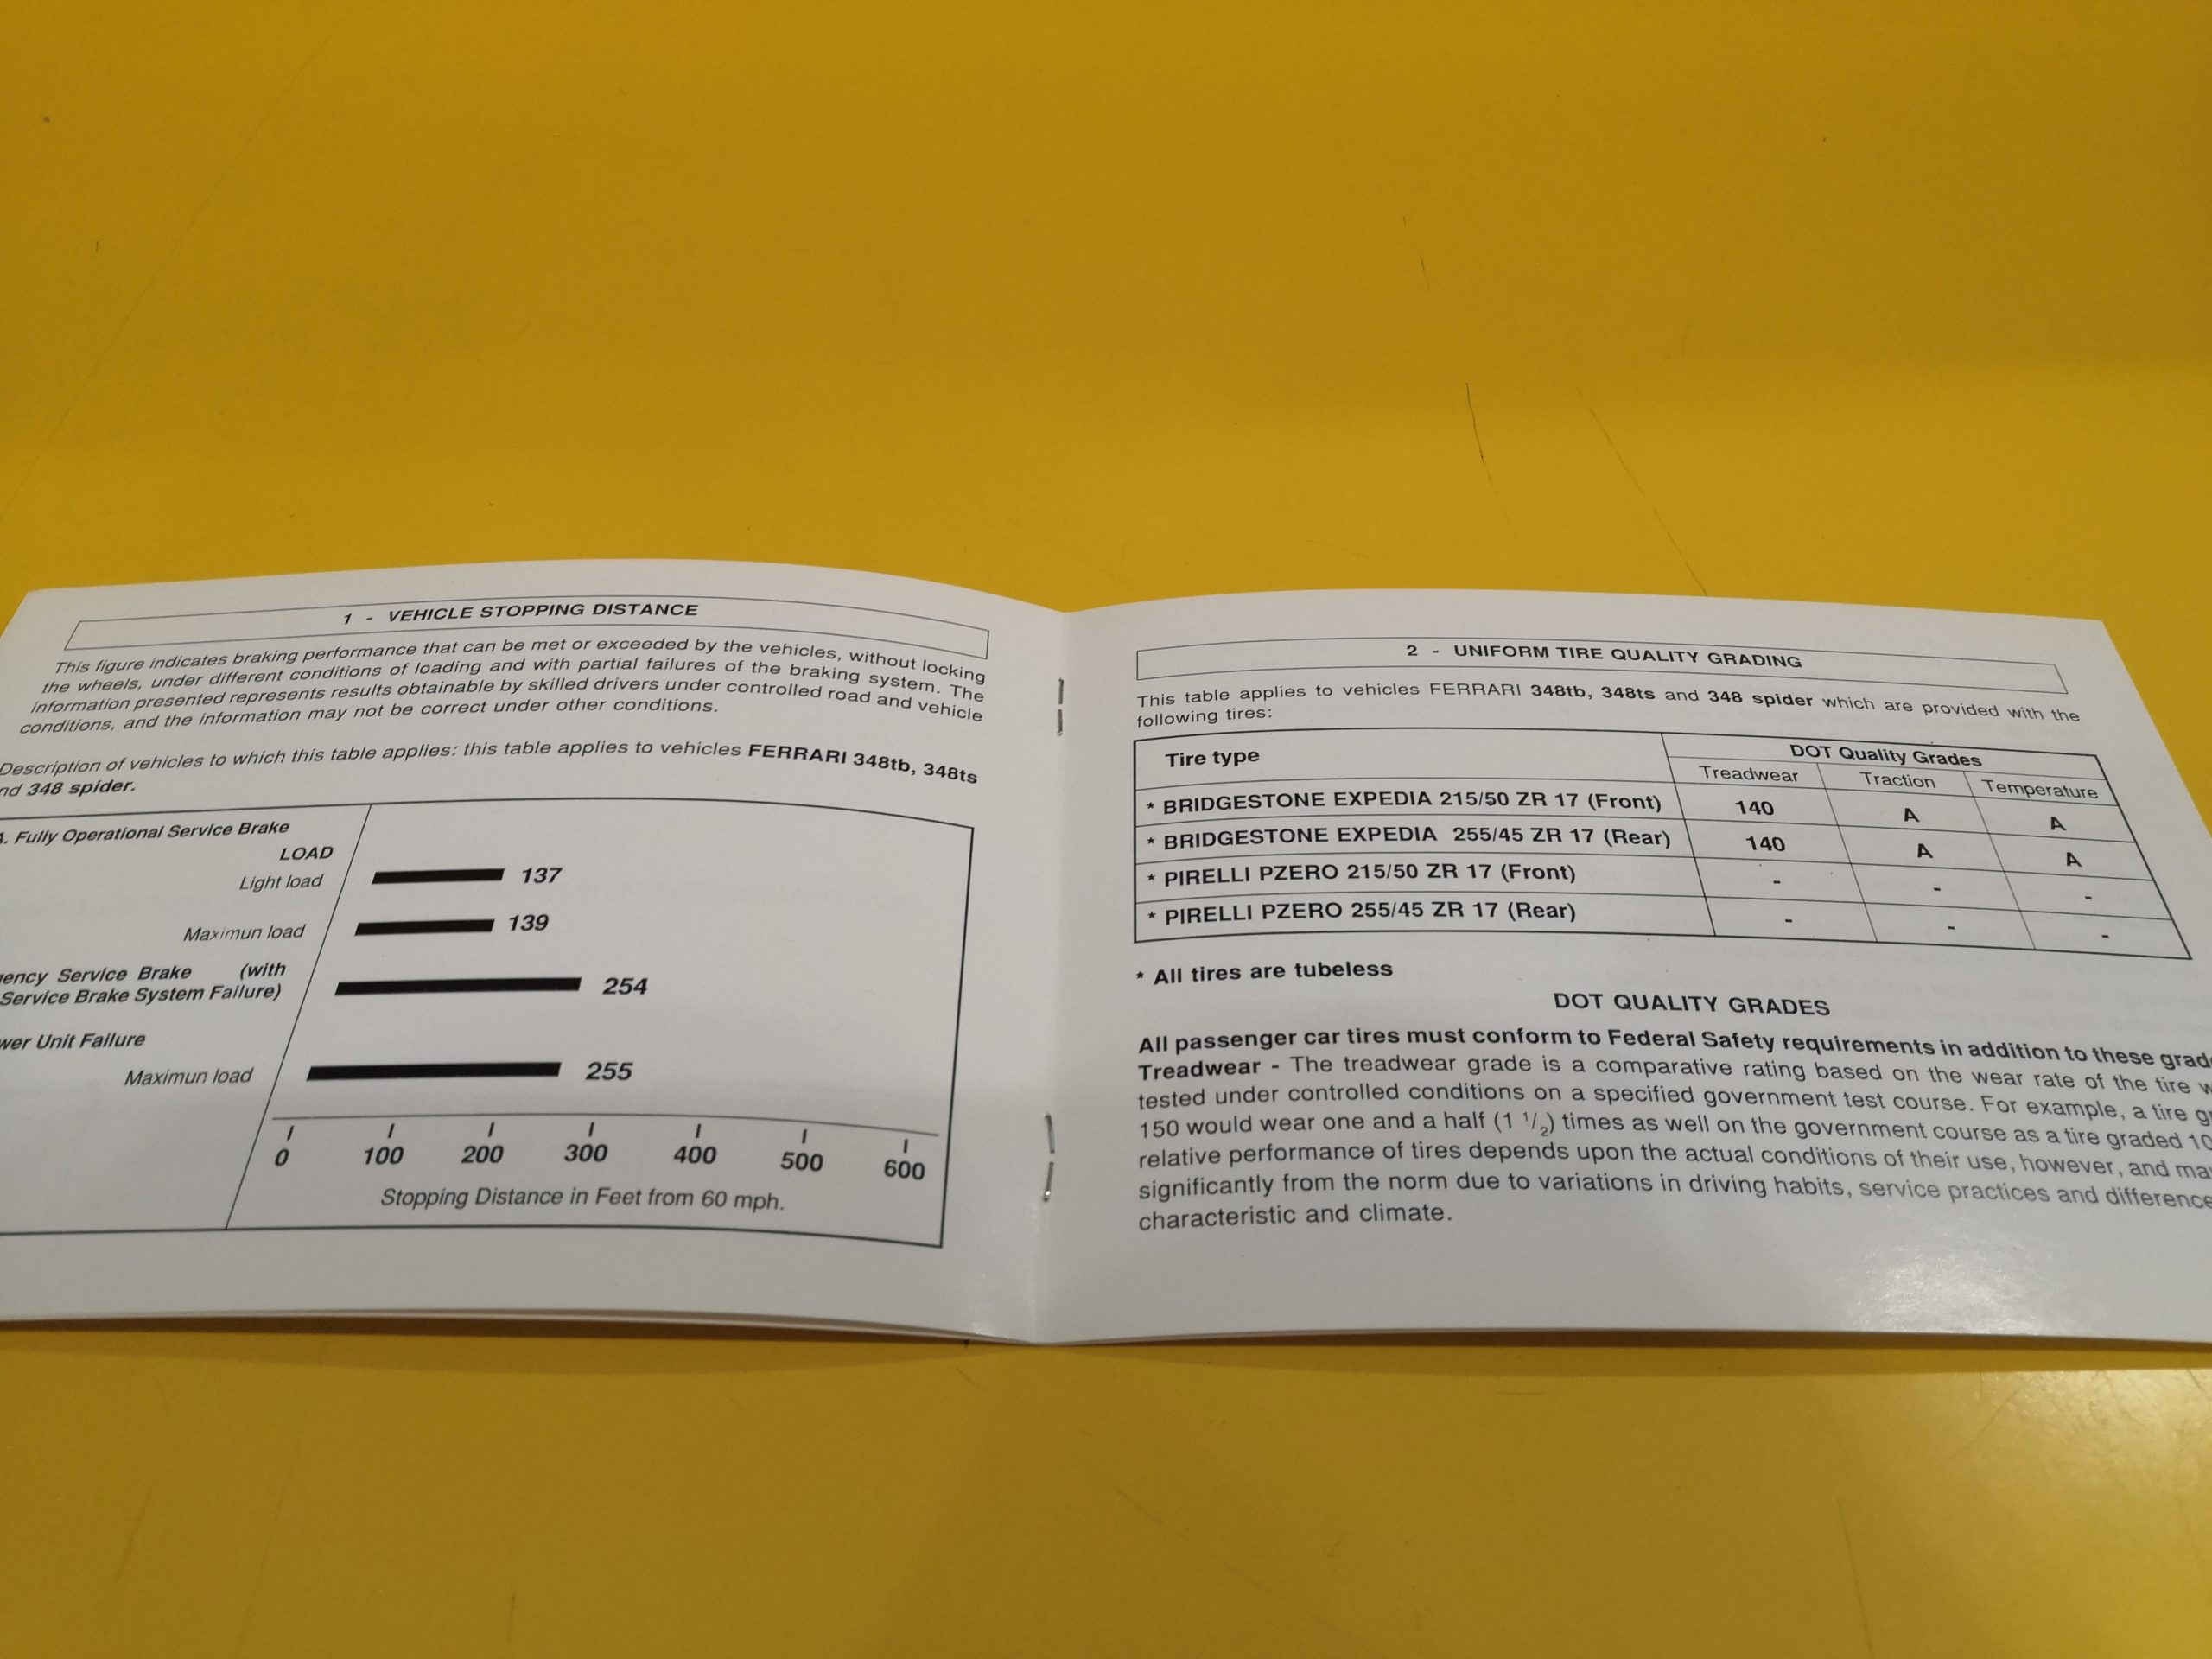 1 - VEHICLE STOPPING DISTANCE
This figure indicates braking performance that can be met or exceeded by the vehicles, without locking
the wheels, under different conditions of loading and with partial failures of the braking system. The
information presented represents results obtainable by skilled drivers under controlled road and vehicle
conditions, and the information may not be correct under other conditions.
Description of vehicles to which this table applies: this table applies to vehicles FERRARI 348tb, 348ts
348 spider.
Fully Operational Service Brake
LOAD
Light load 137
Maximun load 139
Service Brake (with
Service Brake System Failure) 254
Unit Failure
Maximun load 255
0 100 200 300 400 500 600
Stopping Distance in Feet from 60 mph.
2 - UNIFORM TIRE QUALITY GRADING
This table applies to vehicles FERRARI 348tb, 348ts and 348 spider which are provided with the
following tires:
Tire type DOT Quality Grades
Treadwear Traction Temperature
* BRIDGESTONE EXPEDIA 215/50 ZR 17 (Front) 140 A A
* BRIDGESTONE EXPEDIA 255/45 ZR 17 (Rear) 140 A A
* PIRELLI PZERO 215/50 ZR 17 (Front) - - -
* PIRELLI PZERO 255/45 ZR 17 (Rear) - - -
* All tires are tubeless
DOT QUALITY GRADES
All passenger car tires must conform to Federal Safety requirements in addition to these
Treadwear - The treadwear grade is a comparative rating based on the wear rate of the tire
tested under controlled conditions on a specified government test course. For example, a tire
150 would wear one and a half (1 1/2) times as well on the government course as a tire graded
relative performance of tires depends upon the actual conditions of their use, however, and
significantly from the norm due to variations in driving habits, service practices and
characteristic and climate.